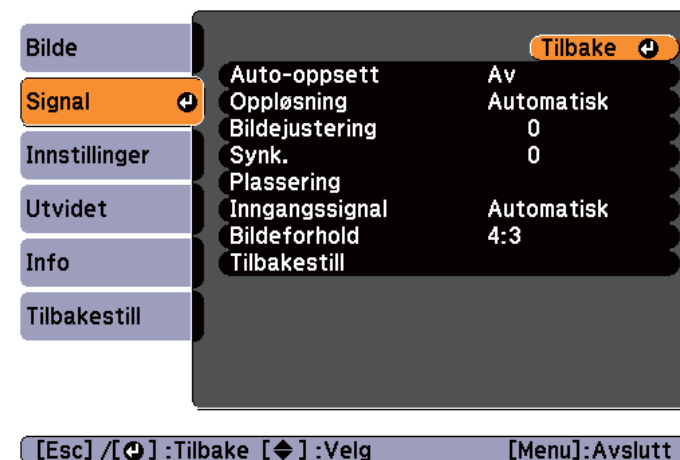 Bilde
Signal
Innstillinger
Utvidet
Info
Tilbakestill
Tilbake
Auto-oppsett Av
Oppløsning Automatisk
Bildejustering 0
Synk. 0
Plassering
Inngangssignal Automatisk
Bildeforhold 4:3
Tilbakestill
[Esc] /[⏎] :Tilbake [◆] :Velg [Menu]:Avslutt